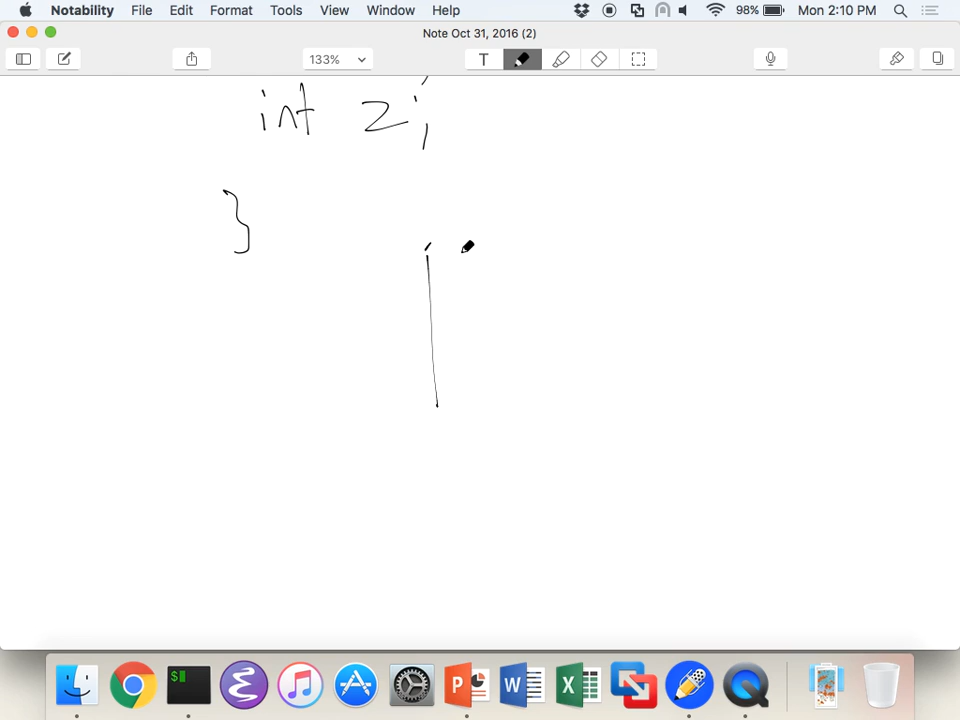 Notability File Edit Format Tools View Window Help 98% Mon 2:10 PM
Note Oct 31, 2016 (2)
133% T
int z;
}
$
P W X